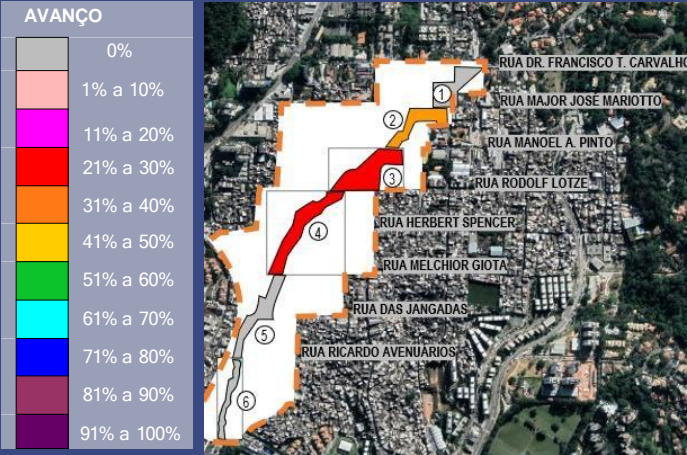 AVANÇO
0%
1% a 10%
11% a 20%
21% a 30%
31% a 40%
41% a 50%
51% a 60%
61% a 70%
71% a 80%
81% a 90%
91% a 100%
RUA DR. FRANCISCO T. CARVALHO
1
RUA MAJOR JOSÉ MARIOTTO
2
RUA MANOEL A. PINTO
3
RUA RODOLF LOTZE
RUA HERBERT SPENCER
4
RUA MELCHIOR GIOTA
RUA DAS JANGADAS
5
RUA RICARDO AVENUARIOS
6